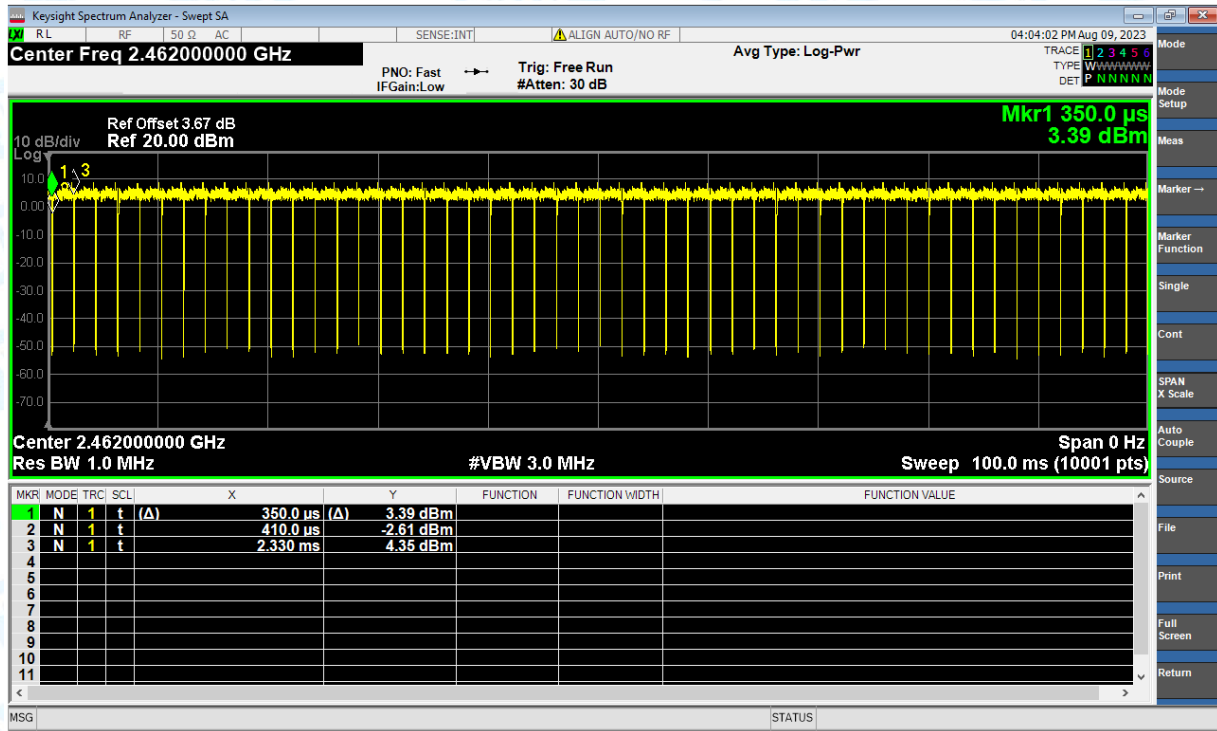 Keysight Spectrum Analyzer - Swept SA
LXI RL RF 50 Ω AC SENSE:INT ALIGN AUTO/NO RF 04:04:02 PM Aug 09, 2023
Center Freq 2.462000000 GHz
Avg Type: Log-Pwr
TRACE 1 2 3 4 5 6
TYPE WWWWWW
DET P NNNNN
PNO: Fast Trig: Free Run
IFGain:Low #Atten: 30 dB
Mkr1 350.0 µs
3.39 dBm
Ref Offset 3.67 dB
10 dB/div Ref 20.00 dBm
Log
1 3
2
10.0
0.00
-10.0
-20.0
-30.0
-40.0
-50.0
-60.0
-70.0
Center 2.462000000 GHz Span 0 Hz
Res BW 1.0 MHz #VBW 3.0 MHz Sweep 100.0 ms (10001 pts)
MKR MODE TRC SCL X Y FUNCTION FUNCTION WIDTH FUNCTION VALUE
1 N 1 t (Δ) 350.0 µs (Δ) 3.39 dBm
2 N 1 t 410.0 µs -2.61 dBm
3 N 1 t 2.330 ms 4.35 dBm
4
5
6
7
8
9
10
11
MSG STATUS
Mode
Mode
Setup
Meas
Marker →
Marker
Function
Single
Cont
SPAN
X Scale
Auto
Couple
Source
File
Print
Full
Screen
Return